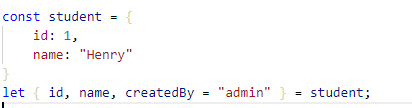 const student = {
    id: 1,
    name: "Henry"
}
let { id, name, createdBy = "admin" } = student;